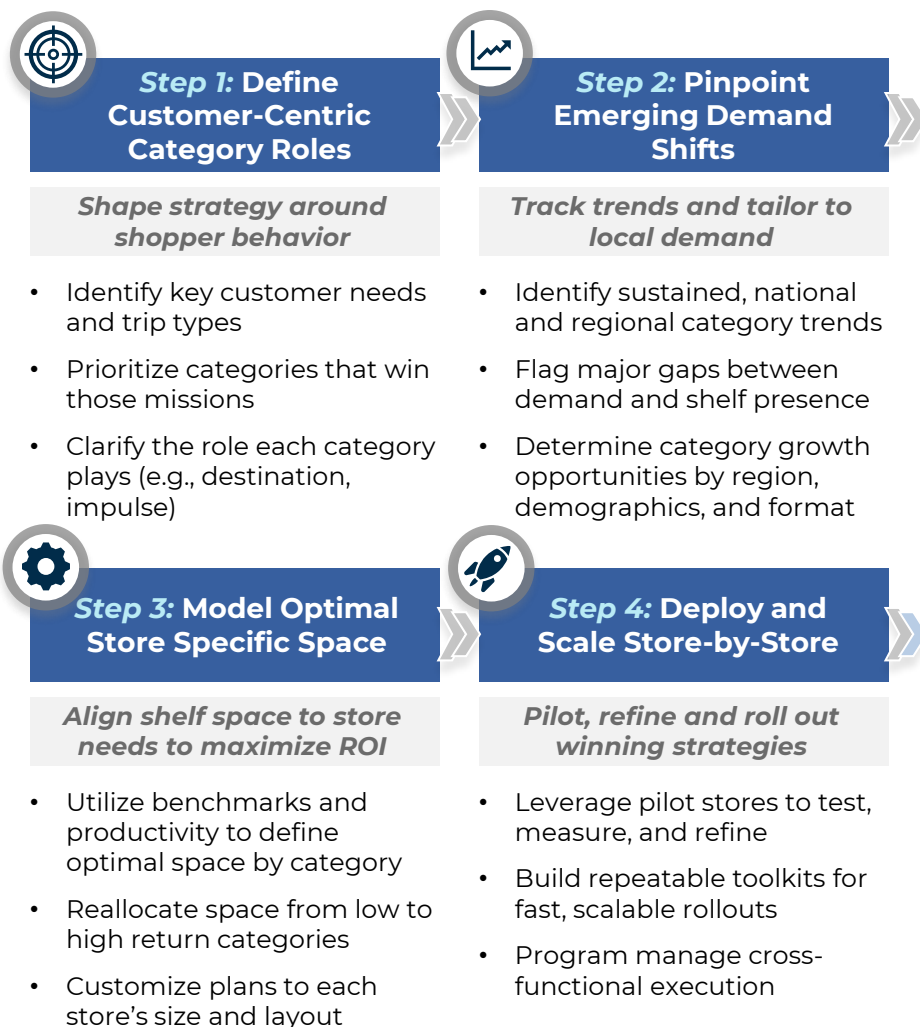 Step 1: Define
Customer-Centric
Category Roles
Shape strategy around
shopper behavior
• Identify key customer needs
and trip types
• Prioritize categories that win
those missions
• Clarify the role each category
plays (e.g., destination,
impulse)
Step 2: Pinpoint
Emerging Demand
Shifts
Track trends and tailor to
local demand
• Identify sustained, national
and regional category trends
• Flag major gaps between
demand and shelf presence
• Determine category growth
opportunities by region,
demographics, and format
Step 3: Model Optimal
Store Specific Space
Align shelf space to store
needs to maximize ROI
• Utilize benchmarks and
productivity to define
optimal space by category
• Reallocate space from low to
high return categories
• Customize plans to each
store’s size and layout
Step 4: Deploy and
Scale Store-by-Store
Pilot, refine and roll out
winning strategies
• Leverage pilot stores to test,
measure, and refine
• Build repeatable toolkits for
fast, scalable rollouts
• Program manage cross-
functional execution